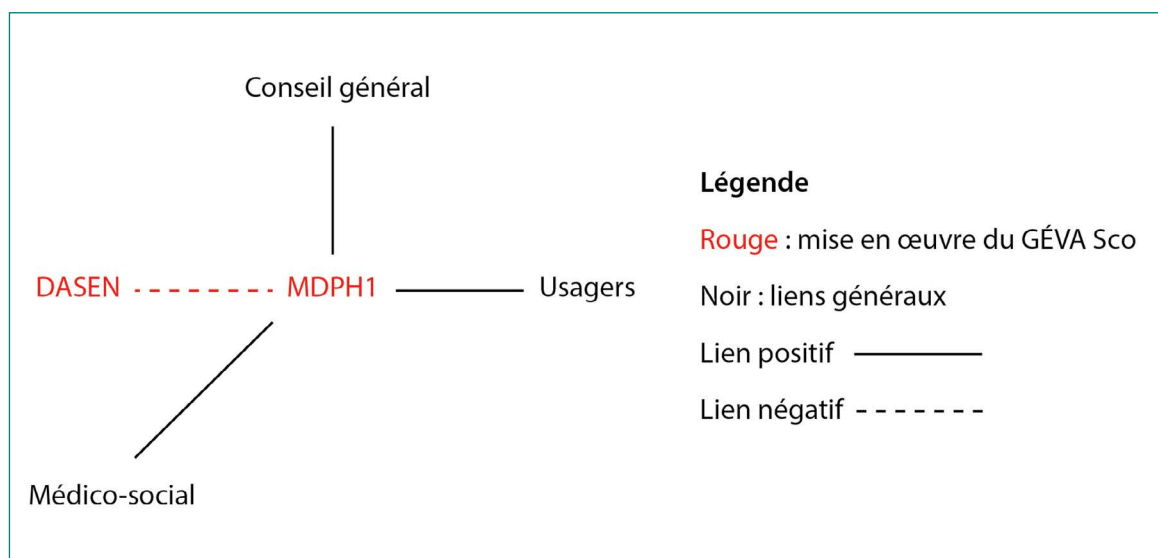 Conseil général
DASEN
MDPH1
Usagers
Médico-social
Légende
Rouge : mise en œuvre du GÉVA Sco
Noir : liens généraux
Lien positif
Lien négatif